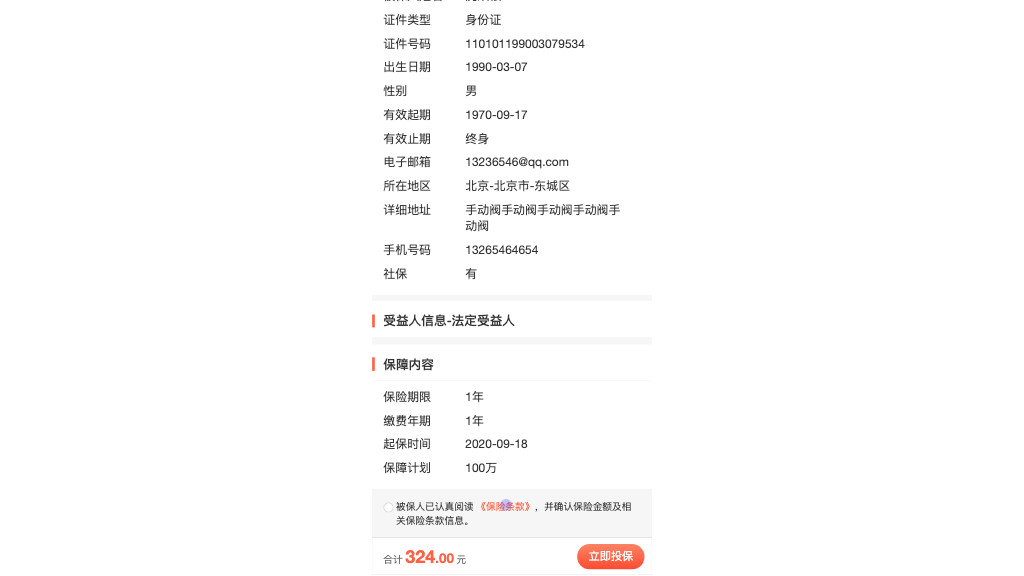 证件类型 身份证
证件号码 110101199003079534
出生日期 1990-03-07
性别 男
有效起期 1970-09-17
有效止期 终身
电子邮箱 13236546@qq.com
所在地区 北京-北京市-东城区
详细地址 手动阀手动阀手动阀手动阀手
动阀
手机号码 13265464654
社保 有
受益人信息-法定受益人
保障内容
保险期限 1年
缴费年期 1年
起保时间 2020-09-18
保障计划 100万
被保人已认真阅读《保险条款》，并确认保险金额及相
关保险条款信息。
合计 324.00 元 立即投保